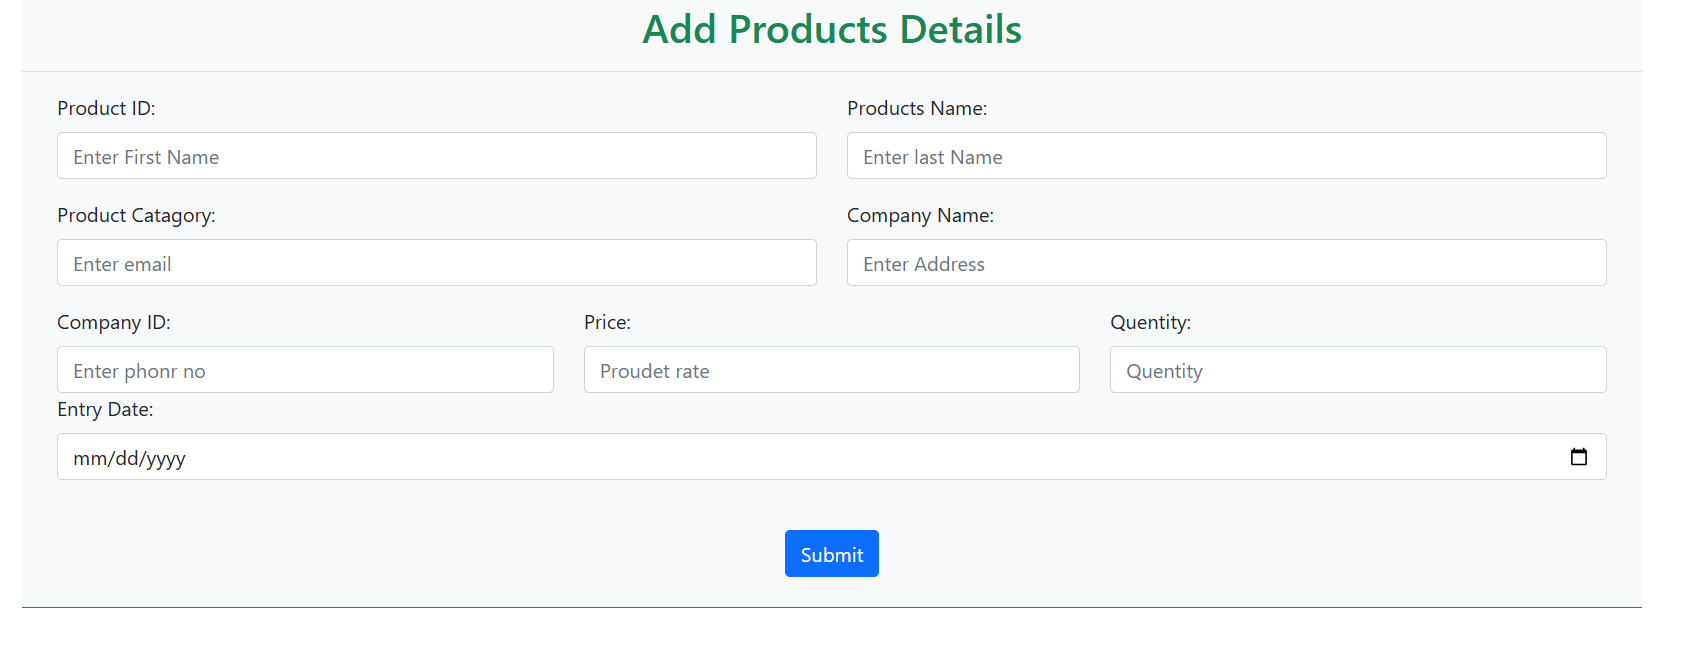 Add Products Details
Product ID: Products Name:
Enter First Name Enter last Name
Product Catagory: Company Name:
Enter email Enter Address
Company ID: Price: Quentity:
Enter phonr no Proudet rate Quentity
Entry Date:
mm/dd/yyyy
Submit